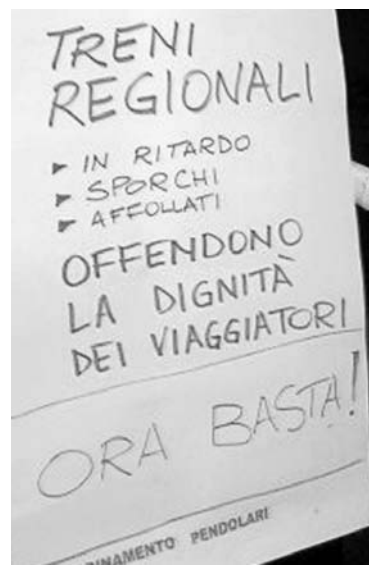 TRENI
REGIONALI
► IN RITARDO
► SPORCHI
► AFFOLLATI
OFFENDONO
LA DIGNITÀ
DEI VIAGGIATORI
ORA BASTA!
PENDOLARI